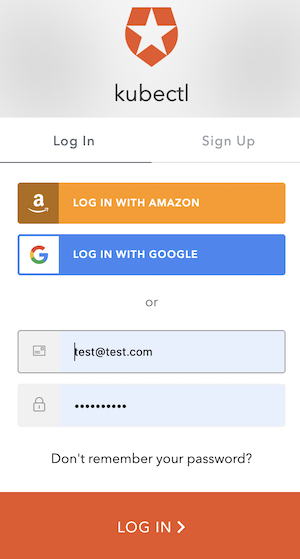 kubectl
Log In
Sign Up
LOG IN WITH AMAZON
LOG IN WITH GOOGLE
or
test@test.com
••••••••••
Don't remember your password?
LOG IN